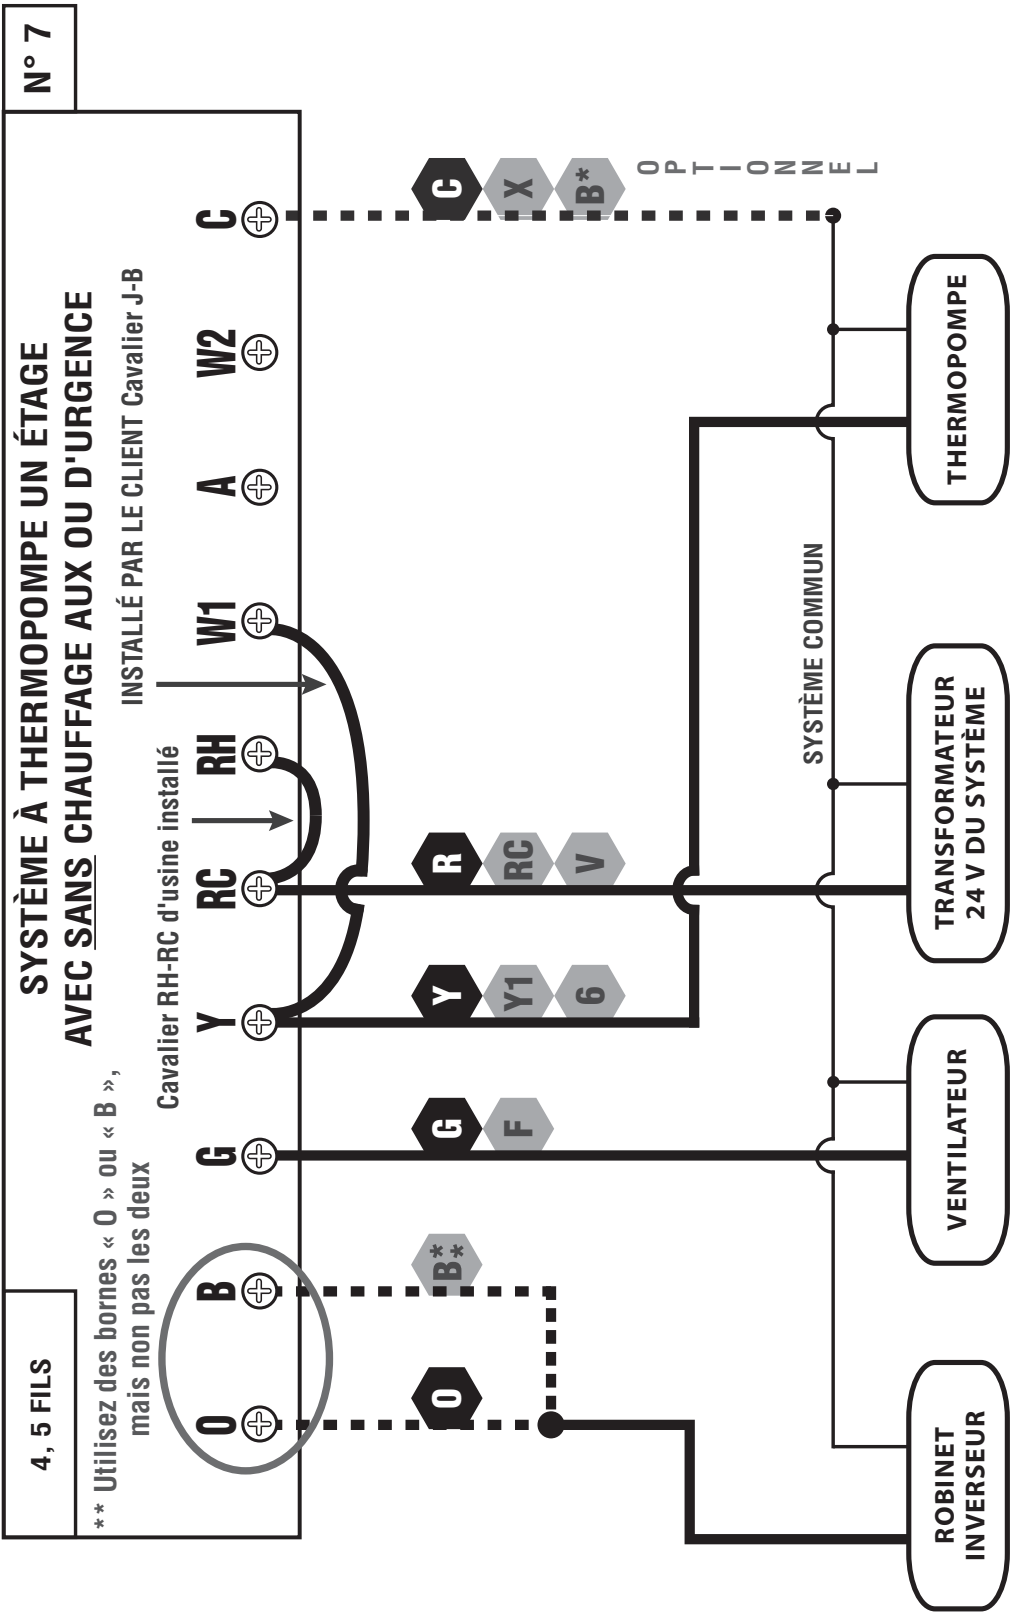 4, 5 FILS
N° 7
SYSTÈME À THERMOPOMPE UN ÉTAGE
AVEC SANS CHAUFFAGE AUX OU D'URGENCE
** Utilisez des bornes « O » ou « B »,
mais non pas les deux
INSTALLÉ PAR LE CLIENT Cavalier J-B
Cavalier RH-RC d'usine installé
O B G Y RC RH W1 A W2 C
O B** G Y R C
F Y1 RC X
6 V B*
OPTIONNEL
SYSTÈME COMMUN
ROBINET
INVERSEUR
VENTILATEUR
TRANSFORMATEUR
24 V DU SYSTÈME
THERMOPOMPE